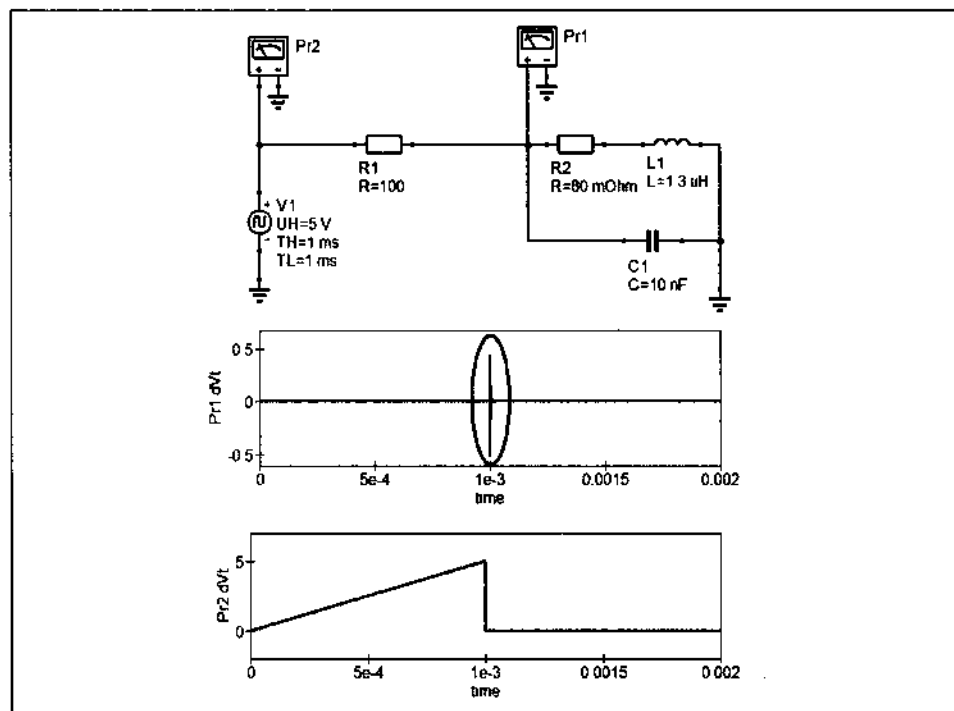 Pr2
Pr1
R1
R=100
R2
R=80 mOhm
L1
L=1 3 uH
V1
UH=5 V
TH=1 ms
TL=1 ms
C1
C=10 nF
Pr1 dVt
0 5
0
-0 5
0
5e-4
1e-3
0.0015
0.002
time
Pr2 dVt
5
0
0
5e-4
1e-3
0.0015
0.002
time